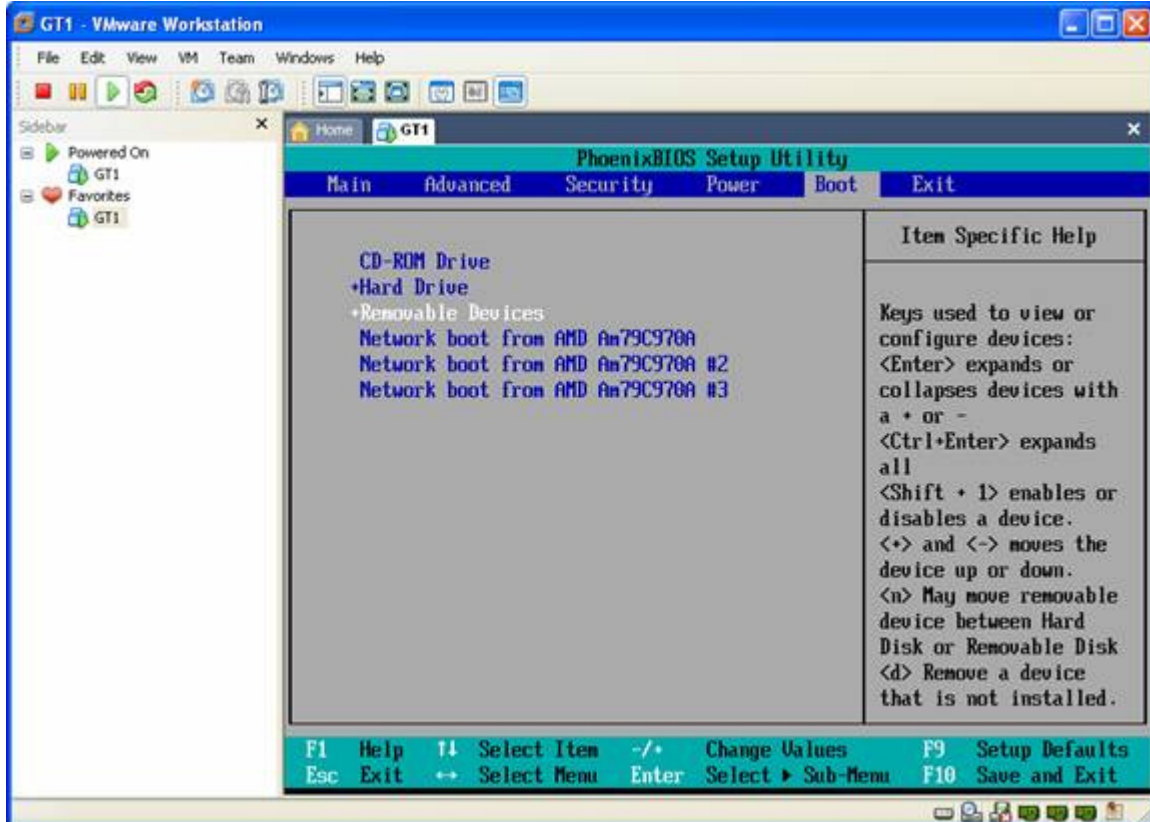 GT1 - VMware Workstation
File Edit View VM Team Windows Help
Sidebar
Powered On
GT1
Favorites
GT1
Home GT1
PhoenixBIOS Setup Utility
Main Advanced Security Power Boot Exit
CD-ROM Drive
+Hard Drive
+Removable Devices
Network boot from AMD Am79C970A
Network boot from AMD Am79C970A #2
Network boot from AMD Am79C970A #3
Item Specific Help
Keys used to view or
configure devices:
<Enter> expands or
collapses devices with
a + or -
<Ctrl+Enter> expands
all
<Shift + 1> enables or
disables a device.
<+> and <-> moves the
device up or down.
<n> May move removable
device between Hard
Disk or Removable Disk
<d> Remove a device
that is not installed.
F1 Help ↑↓ Select Item -/+ Change Values F9 Setup Defaults
Esc Exit ↔ Select Menu Enter Select ▶ Sub-Menu F10 Save and Exit